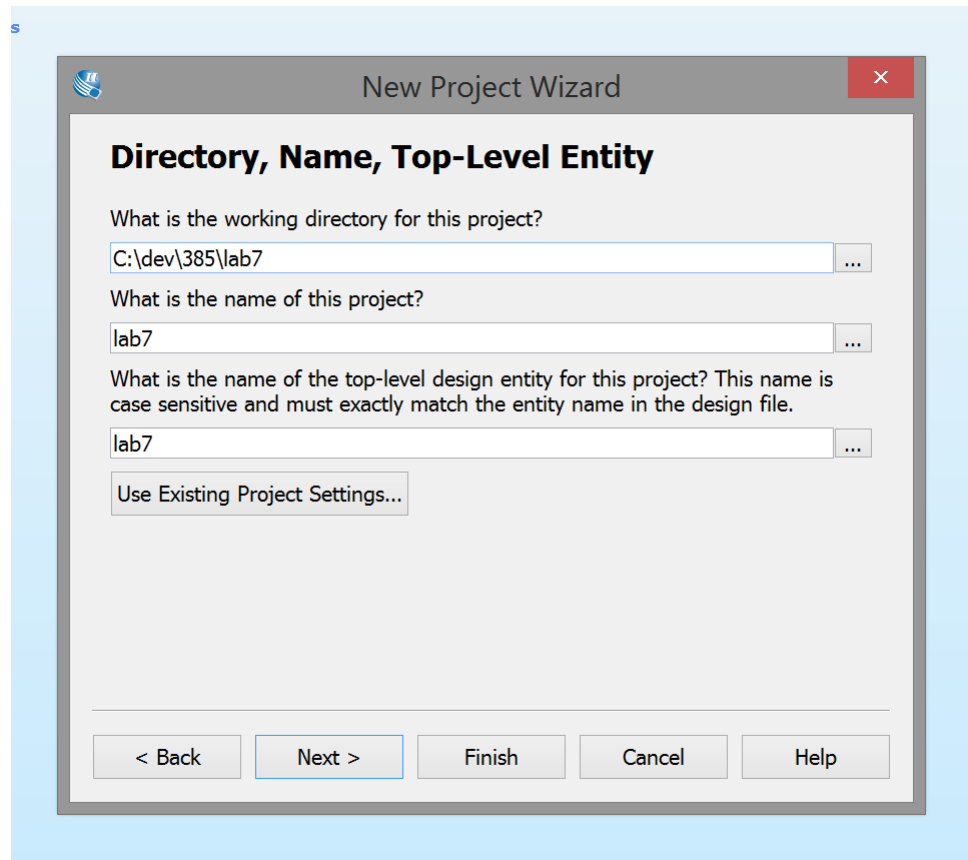 s
New Project Wizard
Directory, Name, Top-Level Entity
What is the working directory for this project?
C:\dev\385\lab7
...
What is the name of this project?
lab7
...
What is the name of the top-level design entity for this project? This name is
case sensitive and must exactly match the entity name in the design file.
lab7
...
Use Existing Project Settings...
< Back Next > Finish Cancel Help